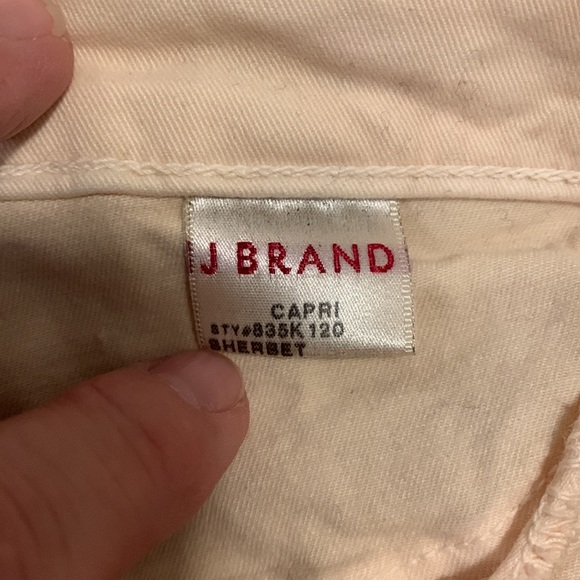 J BRAND
CAPRI
STY#835K120
SHERBET